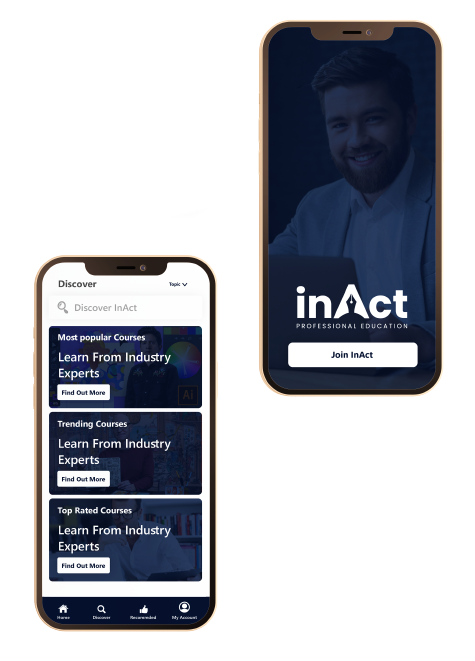 inAct
PROFESSIONAL EDUCATION
Join InAct
Discover
Topic
Discover InAct
Most popular Courses
Learn From Industry
Experts
Find Out More
Ai
Trending Courses
Learn From Industry
Experts
Find Out More
Top Rated Courses
Learn From Industry
Experts
Find Out More
Home
Discover
Recommended
My Account